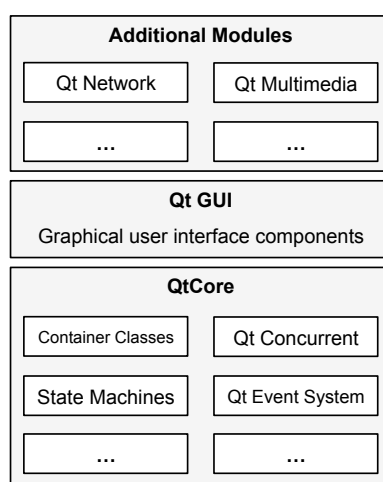 Additional Modules
Qt Network
Qt Multimedia
...
...
Qt GUI
Graphical user interface components
QtCore
Container Classes
Qt Concurrent
State Machines
Qt Event System
...
...